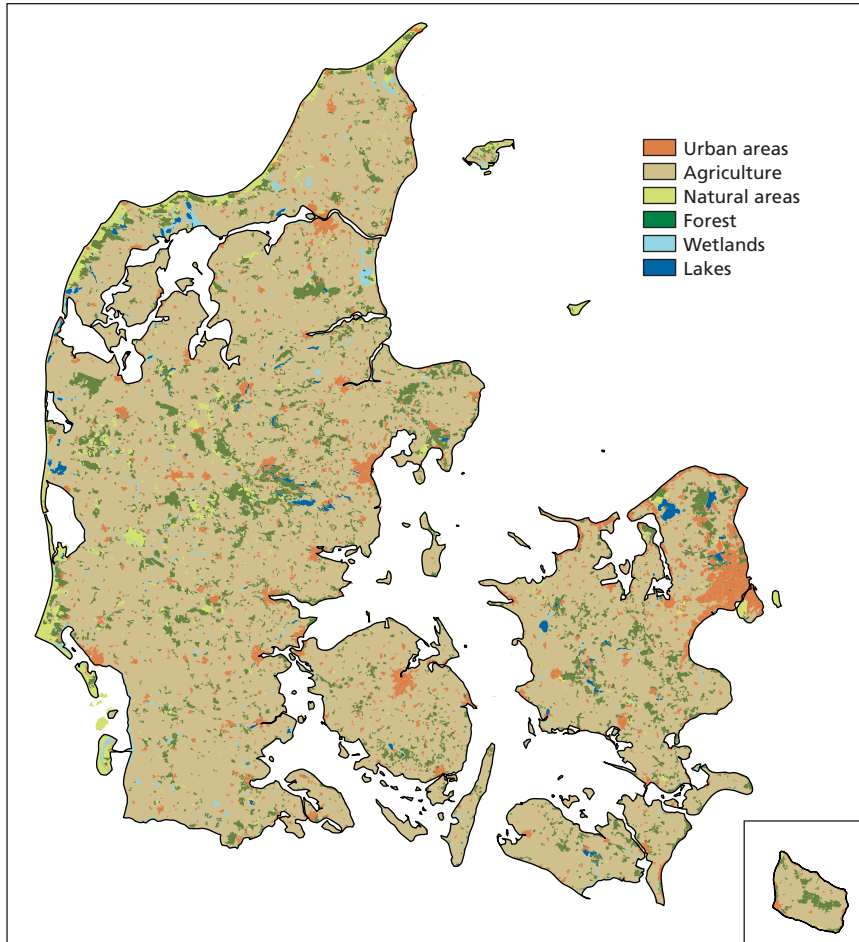 Urban areas
Agriculture
Natural areas
Forest
Wetlands
Lakes